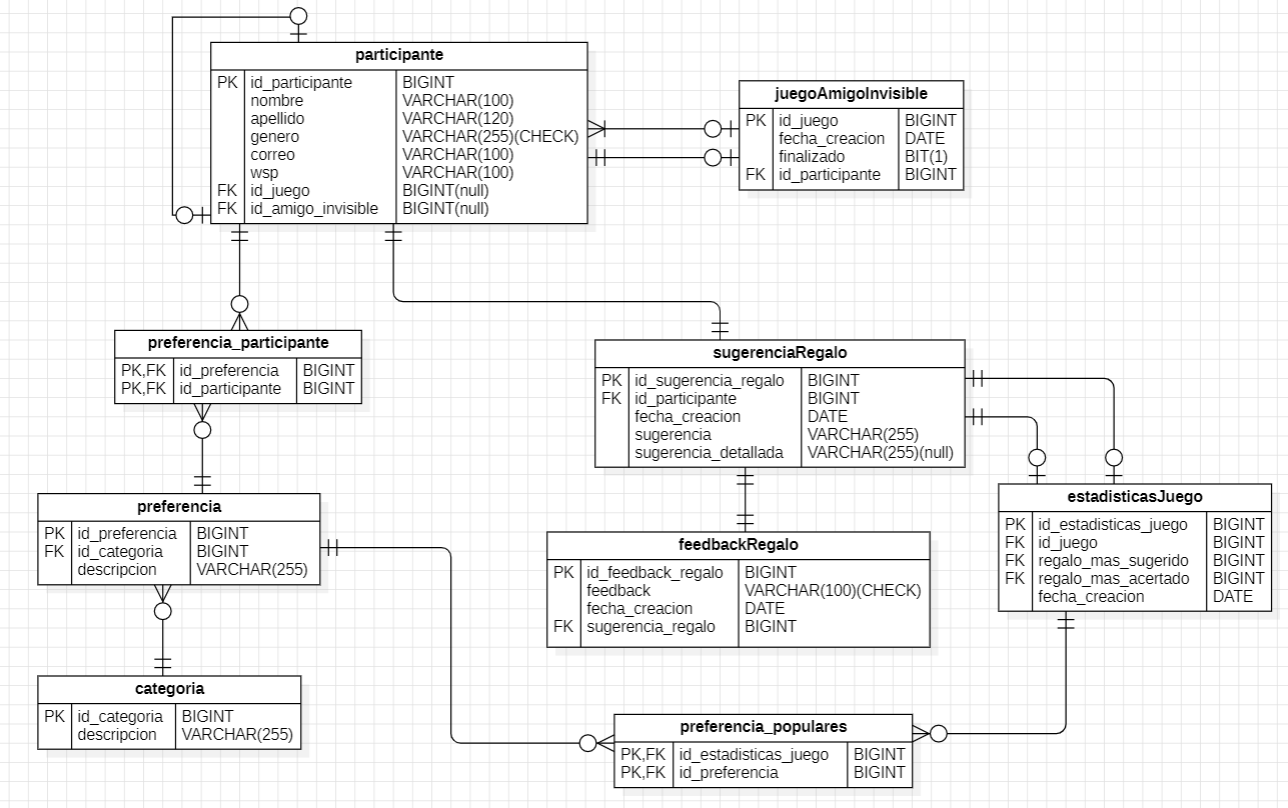 participante
PK id_participante BIGINT
nombre VARCHAR(100)
apellido VARCHAR(120)
genero VARCHAR(255)(CHECK)
correo VARCHAR(100)
wsp VARCHAR(100)
FK id_juego BIGINT(null)
FK id_amigo_invisible BIGINT(null)
juegoAmigoInvisible
PK id_juego BIGINT
fecha_creacion DATE
finalizado BIT(1)
FK id_participante BIGINT
preferencia_participante
PK,FK id_preferencia BIGINT
PK,FK id_participante BIGINT
sugerenciaRegalo
PK id_sugerencia_regalo BIGINT
FK id_participante BIGINT
fecha_creacion DATE
sugerencia VARCHAR(255)
sugerencia_detallada VARCHAR(255)(null)
preferencia
PK id_preferencia BIGINT
FK id_categoria BIGINT
descripcion VARCHAR(255)
feedbackRegalo
PK id_feedback_regalo BIGINT
feedback VARCHAR(100)(CHECK)
fecha_creacion DATE
FK sugerencia_regalo BIGINT
estadisticasJuego
PK id_estadisticas_juego BIGINT
FK id_juego BIGINT
FK regalo_mas_sugerido BIGINT
FK regalo_mas_acertado BIGINT
fecha_creacion DATE
categoria
PK id_categoria BIGINT
descripcion VARCHAR(255)
preferencia_populares
PK,FK id_estadisticas_juego BIGINT
PK,FK id_preferencia BIGINT